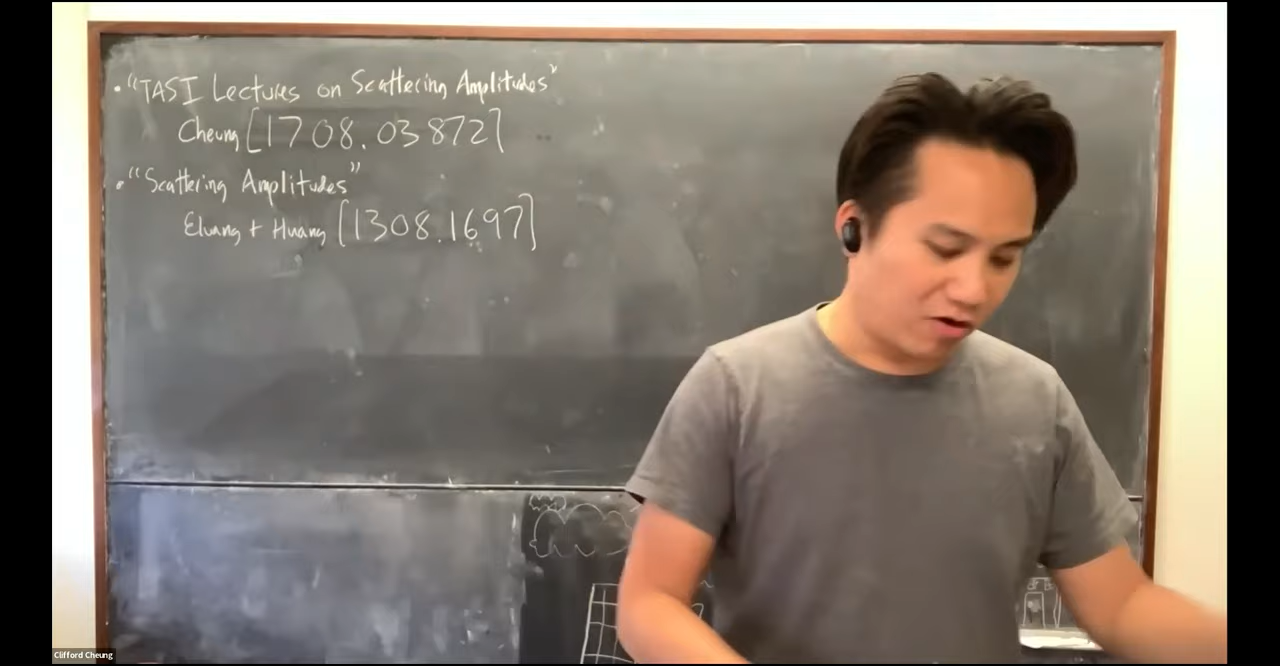 • "TASI Lectures on Scattering Amplitudes"
Cheung [1708.03872]
• "Scattering Amplitudes"
Elvang + Huang [1308.1697]
Clifford Cheung